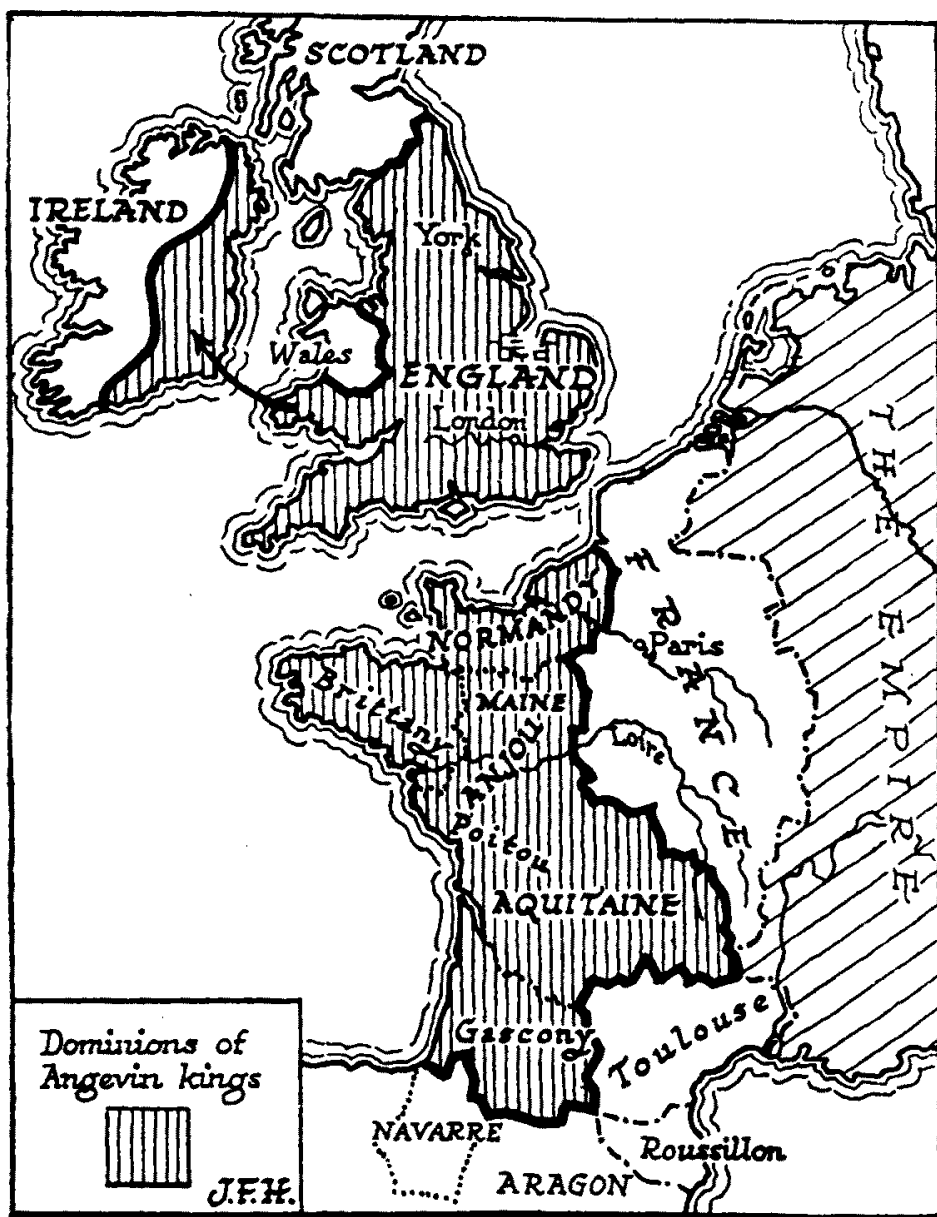 SCOTLAND
IRELAND
York
Wales
ENGLAND
London
THE EMPIRE
FRANCE
NORMANDY
Paris
Brittany
MAINE
ANJOU
Loire
Poitou
AQUITAINE
Gascony
Toulouse
Dominions of
Angevin kings
NAVARRE
Roussillon
ARAGON
J.F.H.